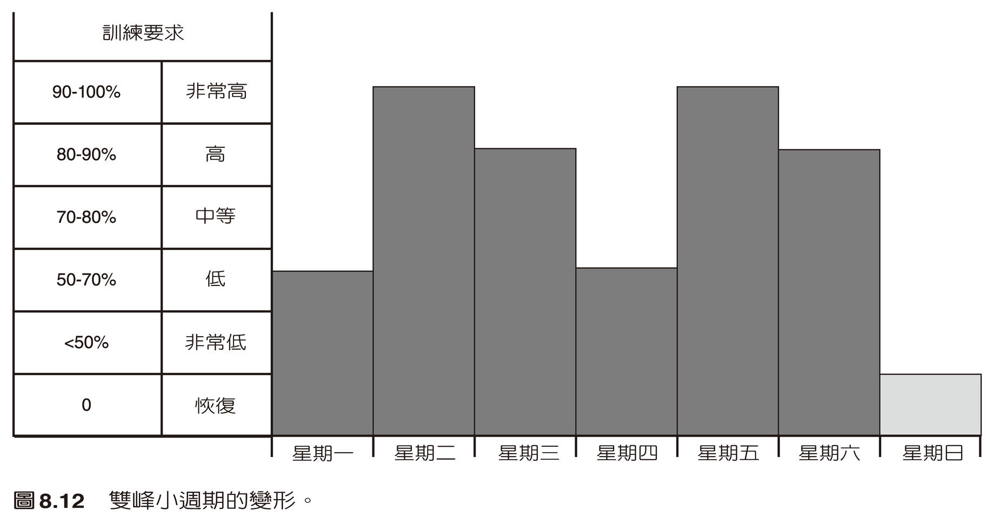 訓練要求
90-100% 非常高
80-90% 高
70-80% 中等
50-70% 低
<50% 非常低
0 恢復
星期一 星期二 星期三 星期四 星期五 星期六 星期日
圖8.12 雙峰小週期的變形。